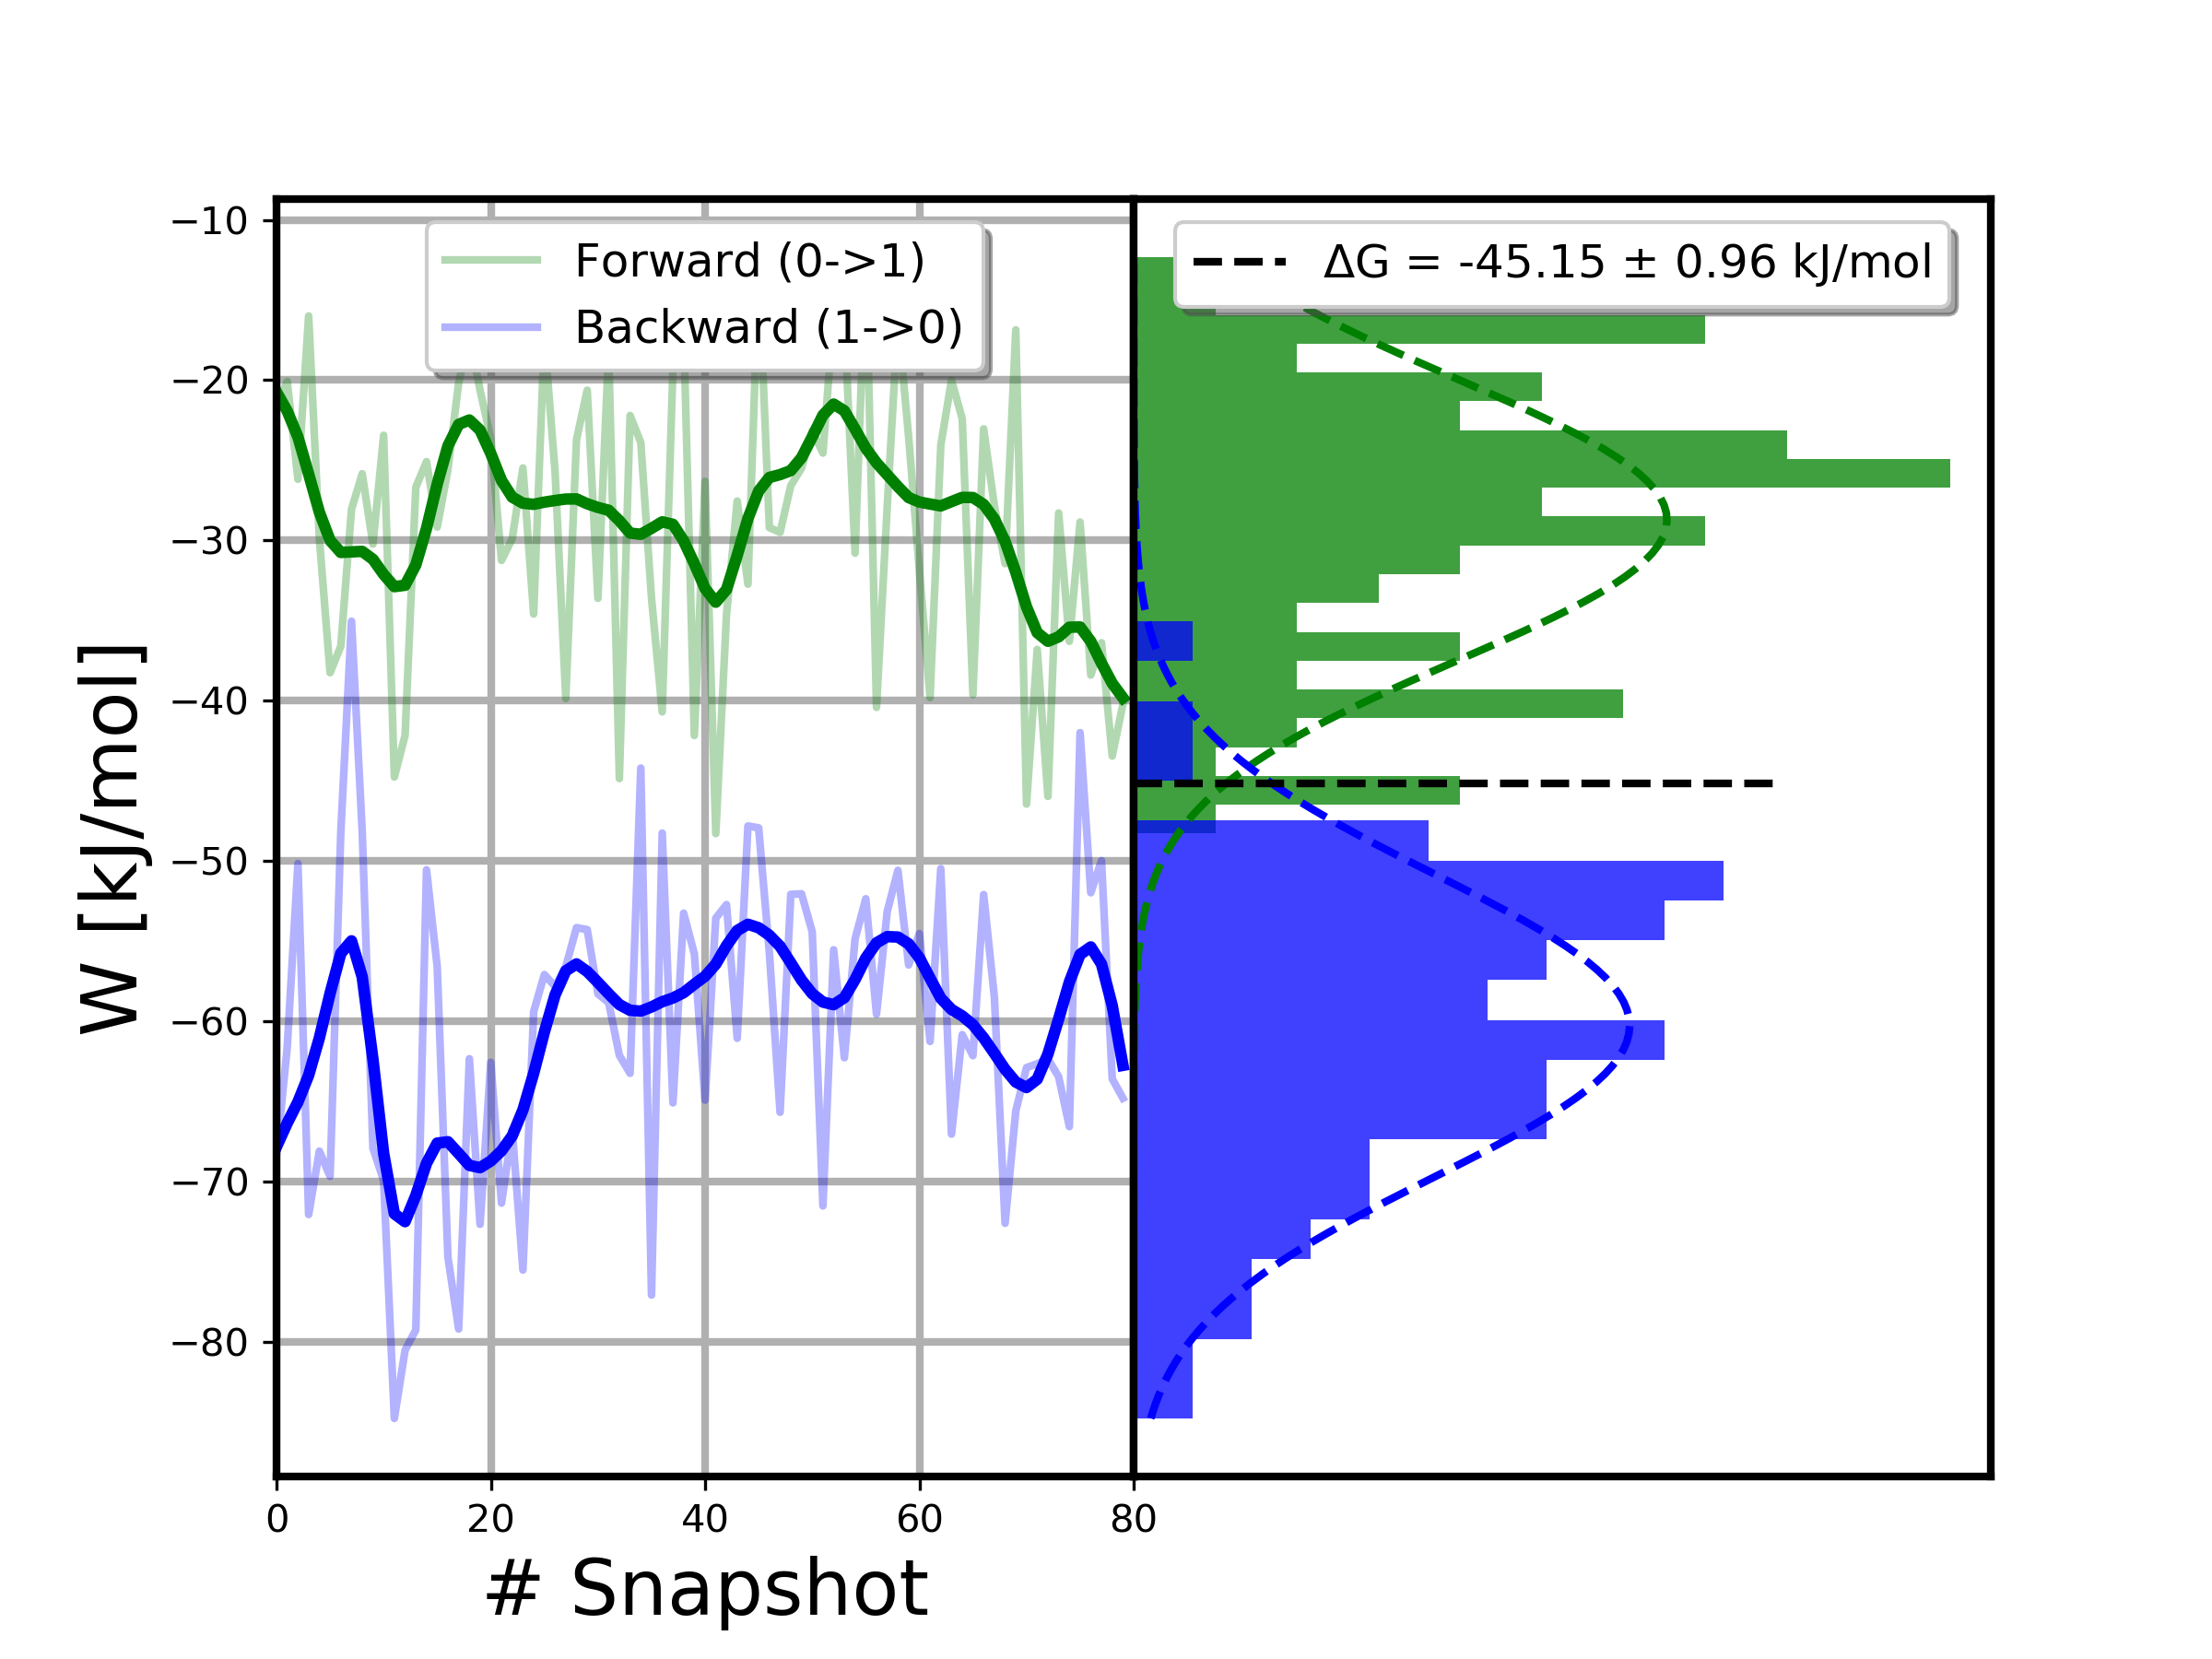 Forward (0->1)
Backward (1->0)
ΔG = -45.15 ± 0.96 kJ/mol
W [kJ/mol]
−10
−20
−30
−40
−50
−60
−70
−80
0 20 40 60 80
# Snapshot